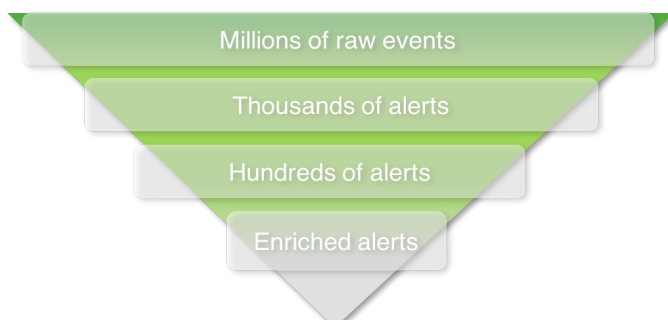 Millions of raw events
Thousands of alerts
Hundreds of alerts
Enriched alerts